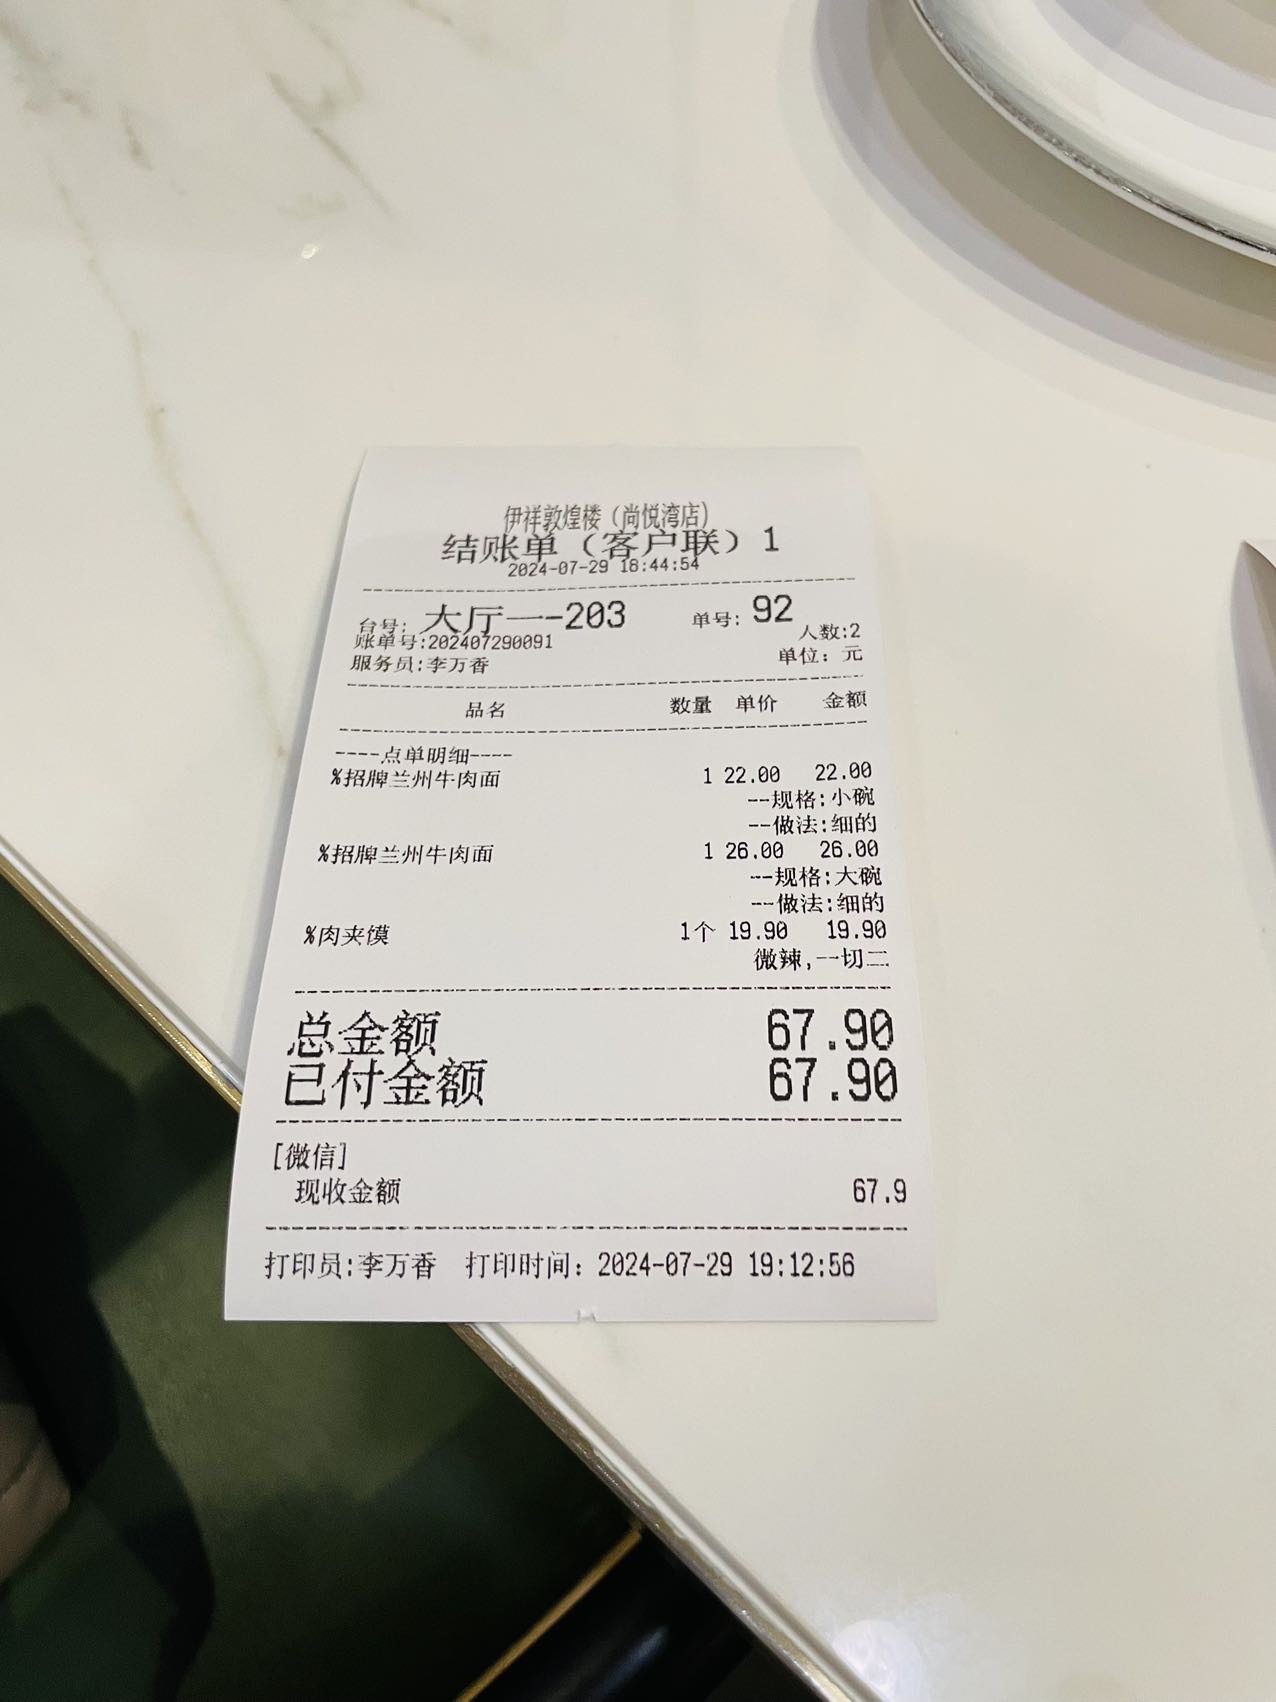 伊祥敦煌楼（尚悦湾店）
结账单（客户联）1
2024-07-29 18:44:54
台号: 大厅一-203 单号: 92
账单号:202407290091 人数:2
服务员:李万香 单位: 元
品名 数量 单价 金额
----点单明细----
%招牌兰州牛肉面 1 22.00 22.00
--规格:小碗
--做法:细的
%招牌兰州牛肉面 1 26.00 26.00
--规格:大碗
--做法:细的
%肉夹馍 1个 19.90 19.90
微辣,一切二
总金额 67.90
已付金额 67.90
[微信]
现收金额 67.9
打印员:李万香 打印时间: 2024-07-29 19:12:56